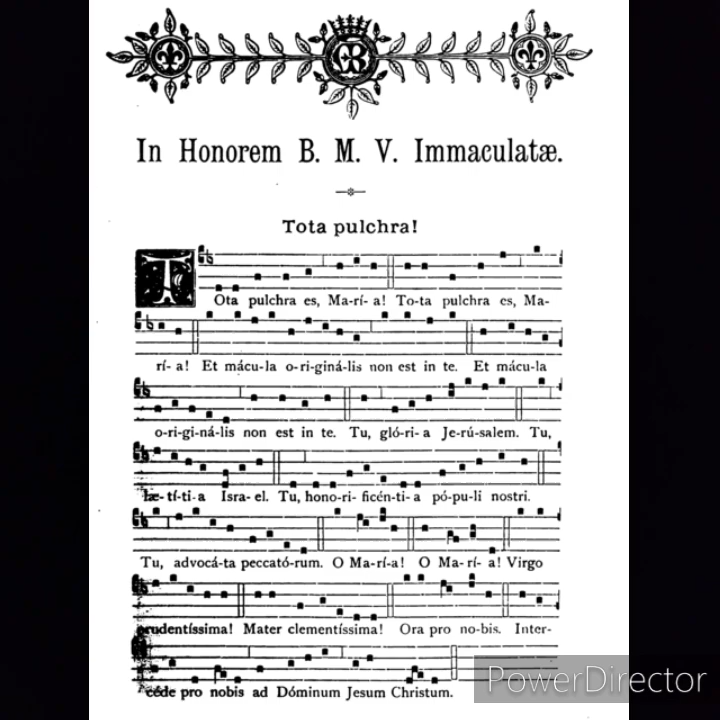 In Honorem B. M. V. Immaculatæ.
Tota pulchra!
TOta pulchra es, Ma-rí-a! To-ta pulchra es, Ma-
rí-a! Et mácu-la o-ri-giná-lis non est in te. Et mácu-la
o-ri-gi-ná-lis non est in te. Tu, gló-ri-a Je-rú-salem. Tu,
læ-tí-ti-a Isra-el. Tu, hono-ri-ficén-ti-a pó-pu-li nostri.
Tu, advocá-ta peccató-rum. O Ma-rí-a! O Ma-rí-a! Virgo
prudentíssima! Mater clementíssima! Ora pro no-bis. Inter-
céde pro nobis ad Dóminum Jesum Christum.
PowerDirector